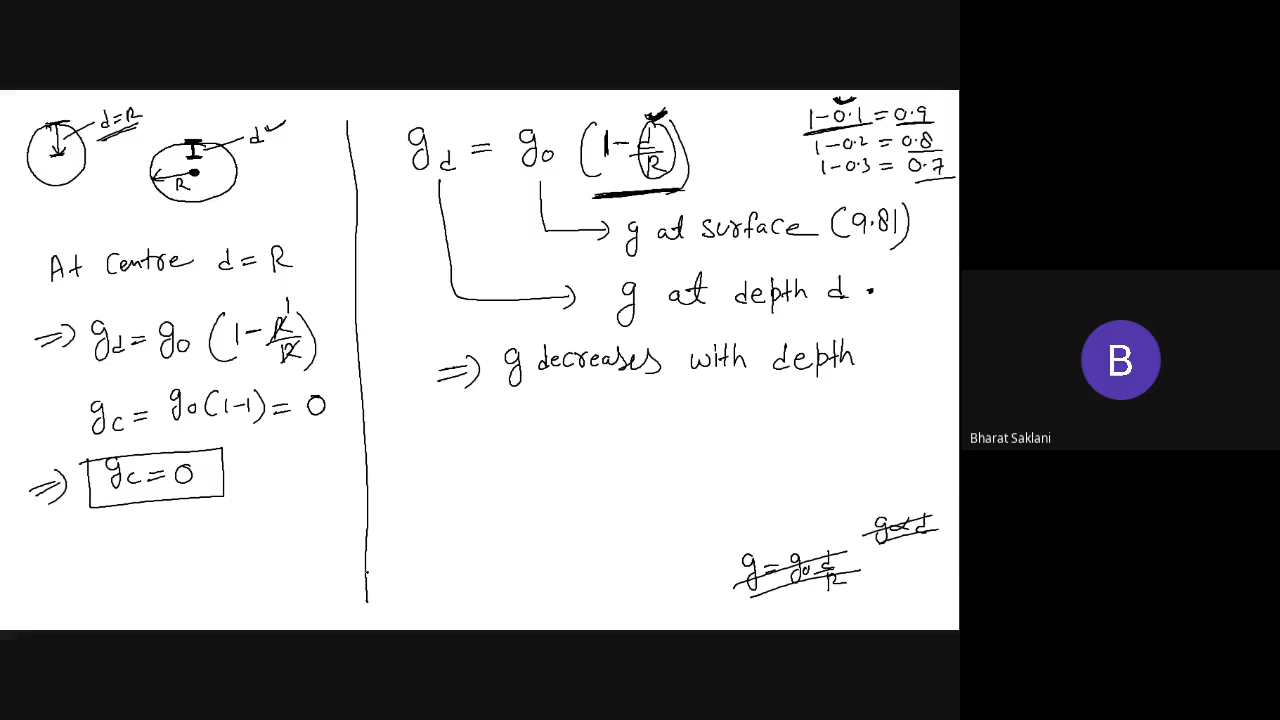 d=R
d
R
At Centre d = R
=> gd = g0 (1 - R/R)
1
gc = g0(1-1) = 0
=> gc = 0
gd = g0 (1 - d/R)
1-0.1 = 0.9
1-0.2 = 0.8
1-0.3 = 0.7
g at surface (9.81)
g at depth d .
=> g decreases with depth
g∝d
g = g0 d/R
B
Bharat Saklani